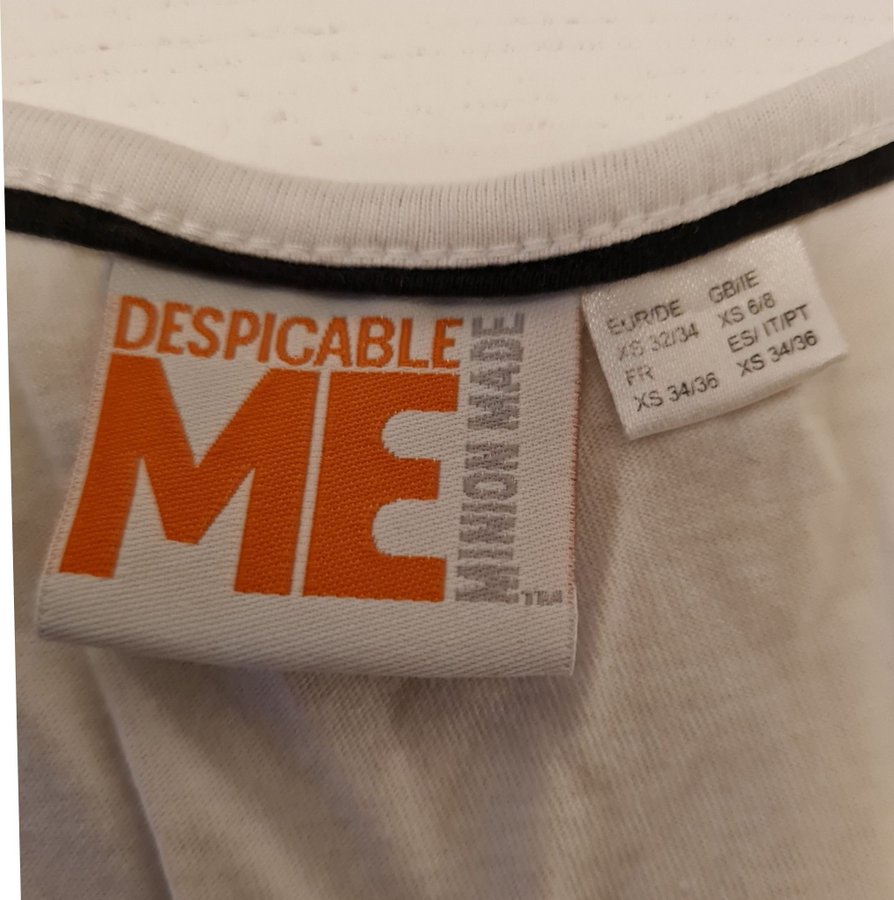 DESPICABLE
ME
MINION MADE
TM
EUR/DE GB/IE
XS 32/34 XS 6/8
FR ES/ IT/PT
XS 34/36 XS 34/36